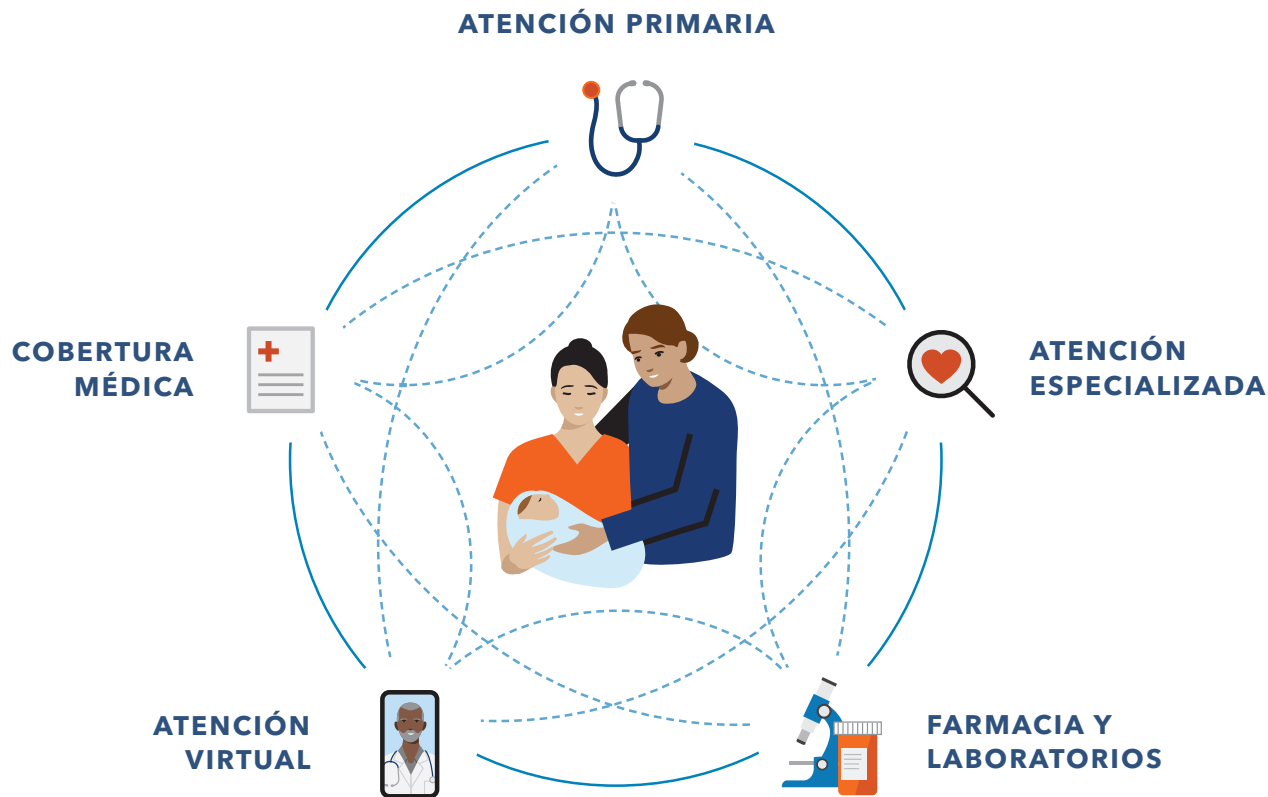 ATENCIÓN PRIMARIA
COBERTURA
MÉDICA
ATENCIÓN
ESPECIALIZADA
ATENCIÓN
VIRTUAL
FARMACIA Y
LABORATORIOS